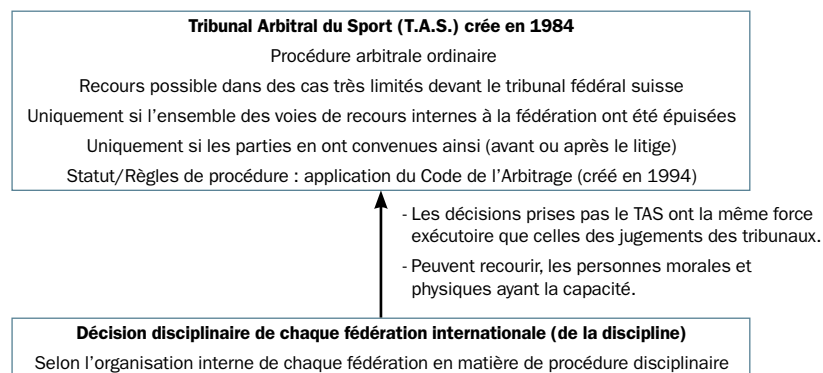 Tribunal Arbitral du Sport (T.A.S.) crée en 1984
Procédure arbitrale ordinaire
Recours possible dans des cas très limités devant le tribunal fédéral suisse
Uniquement si l’ensemble des voies de recours internes à la fédération ont été épuisées
Uniquement si les parties en ont convenues ainsi (avant ou après le litige)
Statut/Règles de procédure : application du Code de l’Arbitrage (créé en 1994)
- Les décisions prises pas le TAS ont la même force
exécutoire que celles des jugements des tribunaux.
- Peuvent recourir, les personnes morales et
physiques ayant la capacité.
Décision disciplinaire de chaque fédération internationale (de la discipline)
Selon l’organisation interne de chaque fédération en matière de procédure disciplinaire